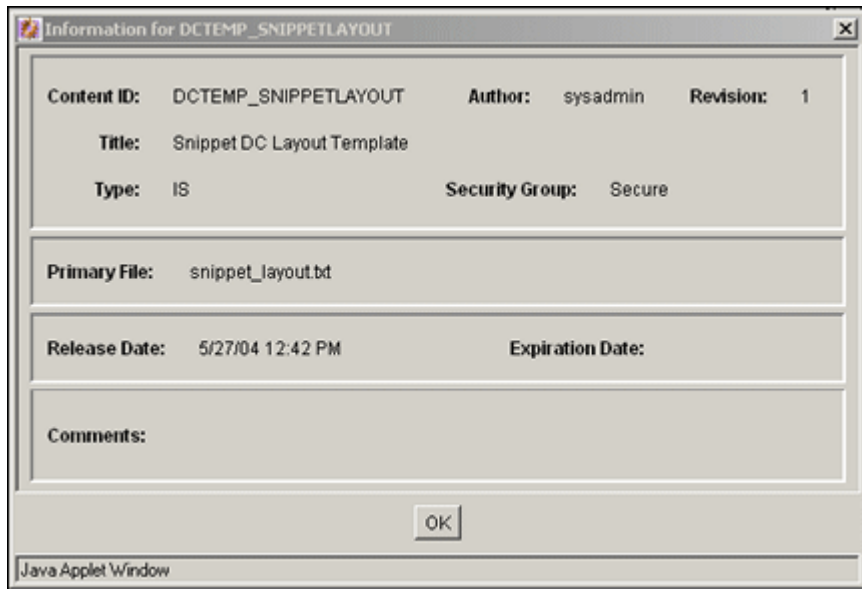 Information for DCTEMP_SNIPPETLAYOUT
Content ID: DCTEMP_SNIPPETLAYOUT Author: sysadmin Revision: 1
Title: Snippet DC Layout Template
Type: IS Security Group: Secure
Primary File: snippet_layout.txt
Release Date: 5/27/04 12:42 PM Expiration Date:
Comments:
OK
Java Applet Window